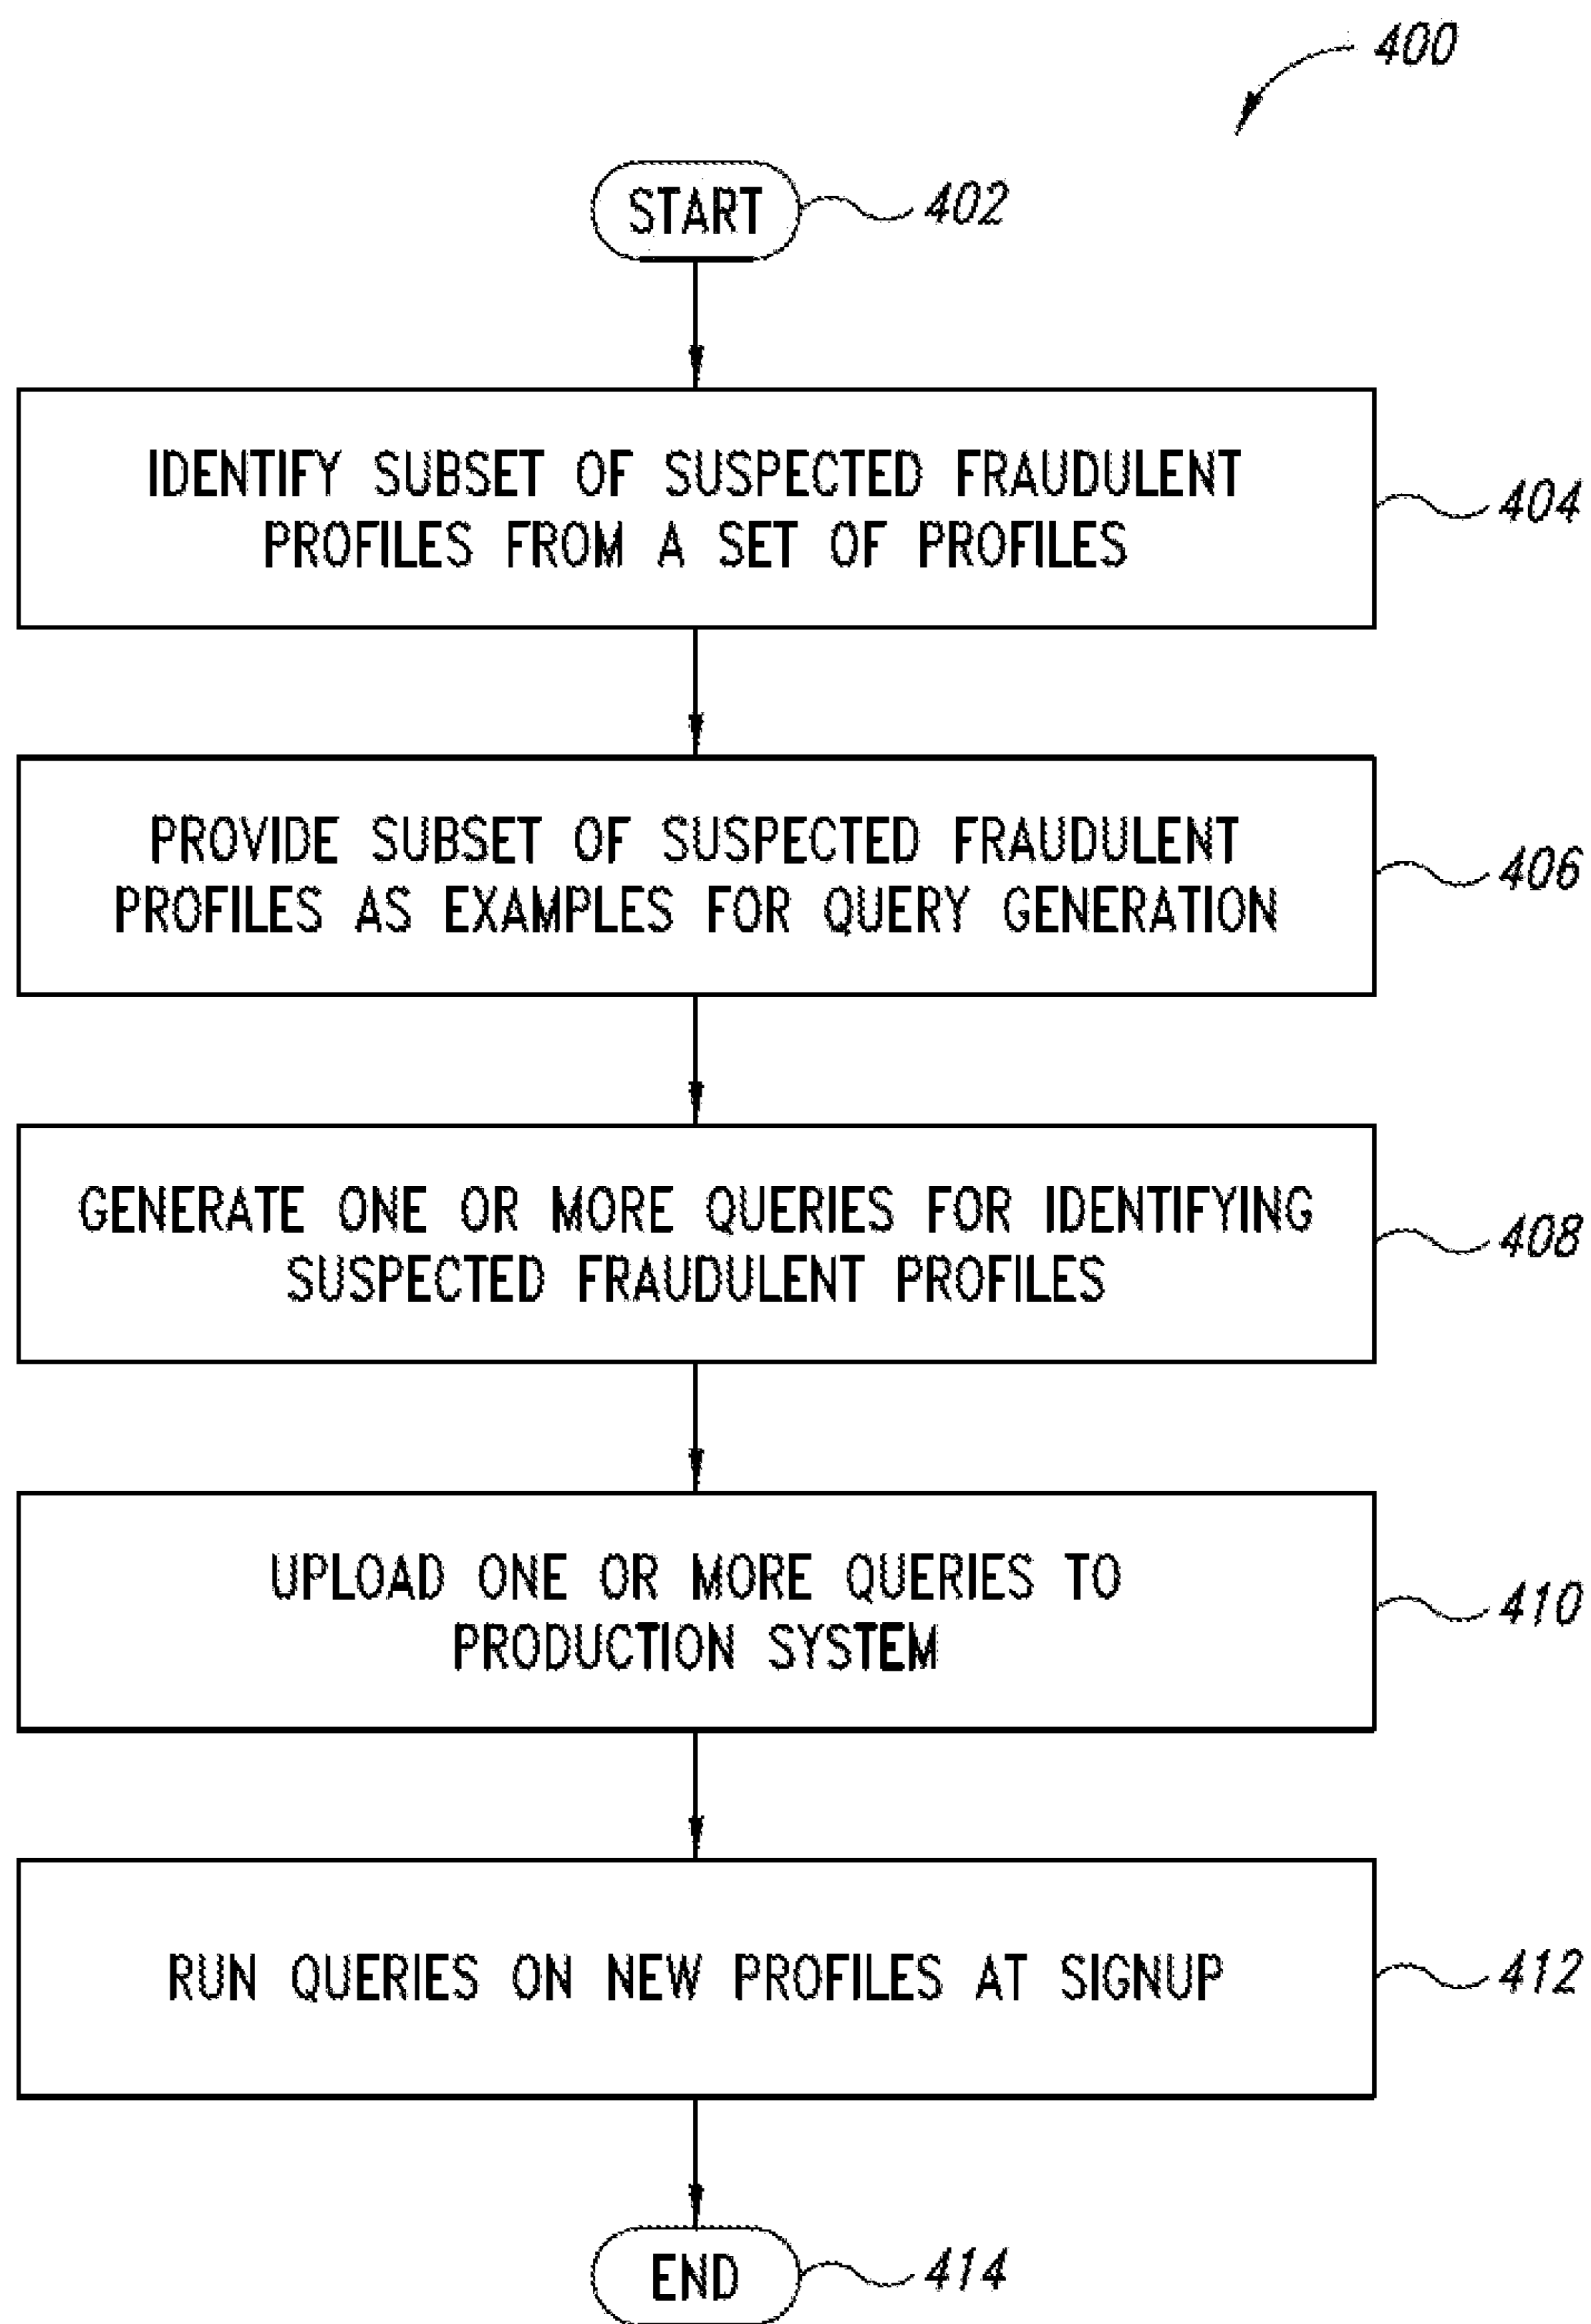 400
START
402
IDENTIFY SUBSET OF SUSPECTED FRAUDULENT
PROFILES FROM A SET OF PROFILES
404
PROVIDE SUBSET OF SUSPECTED FRAUDULENT
PROFILES AS EXAMPLES FOR QUERY GENERATION
406
GENERATE ONE OR MORE QUERIES FOR IDENTIFYING
SUSPECTED FRAUDULENT PROFILES
408
UPLOAD ONE OR MORE QUERIES TO
PRODUCTION SYSTEM
410
RUN QUERIES ON NEW PROFILES AT SIGNUP
412
END
414